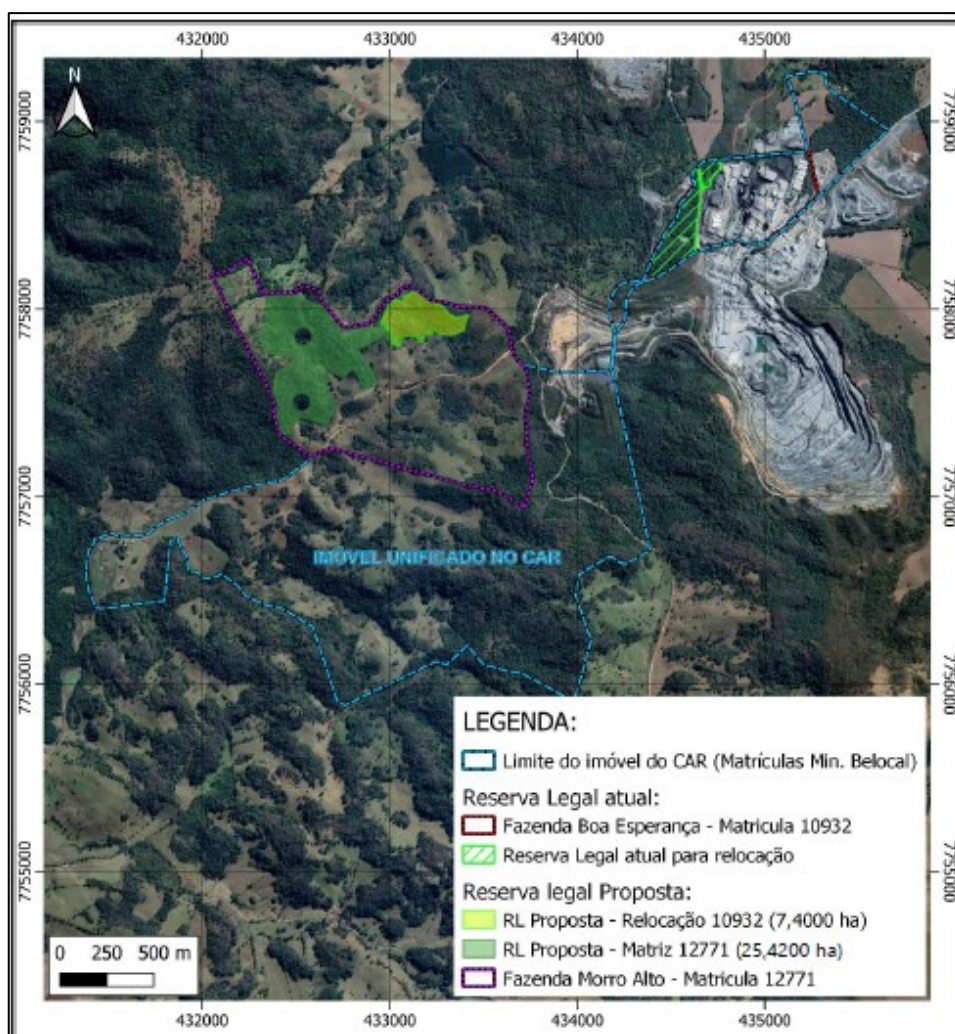 432000 433000 434000 435000
N
7759000 7759000
7758000 7758000
7757000 7757000
IMÓVEL UNIFICADO NO CAR
7756000 7756000
LEGENDA:
Limite do imóvel do CAR (Matrículas Min. Belocal)
Reserva Legal atual:
Fazenda Boa Esperança - Matricula 10932
Reserva Legal atual para relocação
7755000 7755000
Reserva legal Proposta:
RL Proposta - Relocação 10932 (7,4000 ha)
RL Proposta - Matriz 12771 (25,4200 ha)
Fazenda Morro Alto - Matricula 12771
0 250 500 m
432000 433000 434000 435000